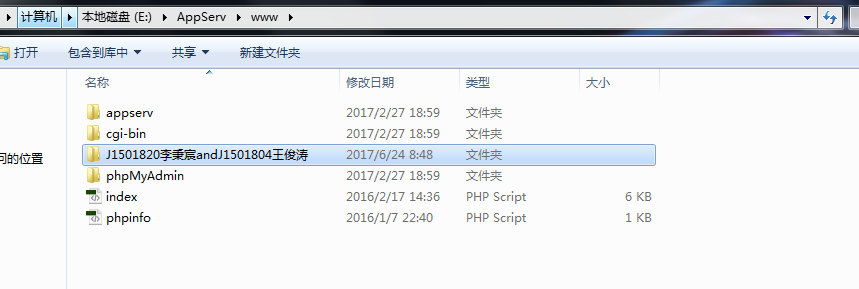 计算机 本地磁盘 (E:) AppServ www
打开 包含到库中 共享 新建文件夹
名称 修改日期 类型 大小
appserv 2017/2/27 18:59 文件夹
cgi-bin 2017/2/27 18:59 文件夹
问的位置 J1501820李秉宸andJ1501804王俊涛 2017/6/24 8:48 文件夹
phpMyAdmin 2017/2/27 18:59 文件夹
index 2016/2/17 14:36 PHP Script 6 KB
phpinfo 2016/1/7 22:40 PHP Script 1 KB